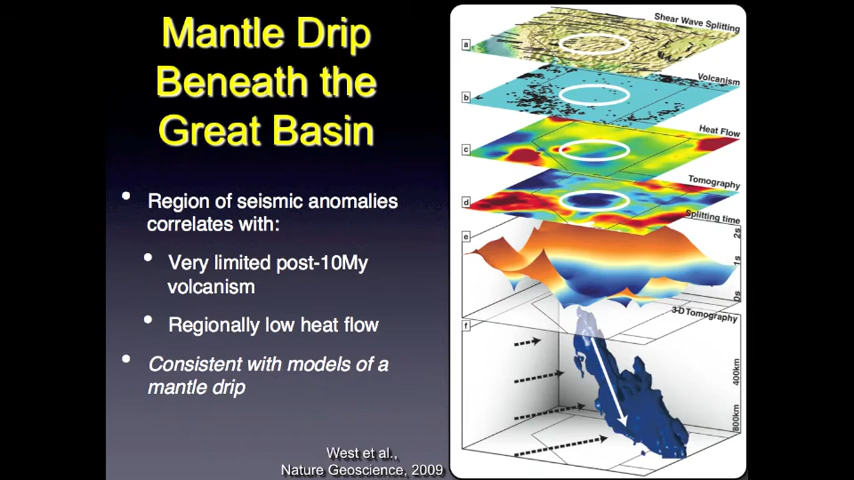 Mantle Drip
Beneath the
Great Basin
• Region of seismic anomalies
correlates with:
• Very limited post-10My
volcanism
• Regionally low heat flow
• Consistent with models of a
mantle drip
West et al.,
Nature Geoscience, 2009
Shear Wave Splitting
a
Volcanism
b
Heat Flow
c
Tomography
d
Splitting time
e
2s
1s
0s
3-D Tomography
f
400km
800km